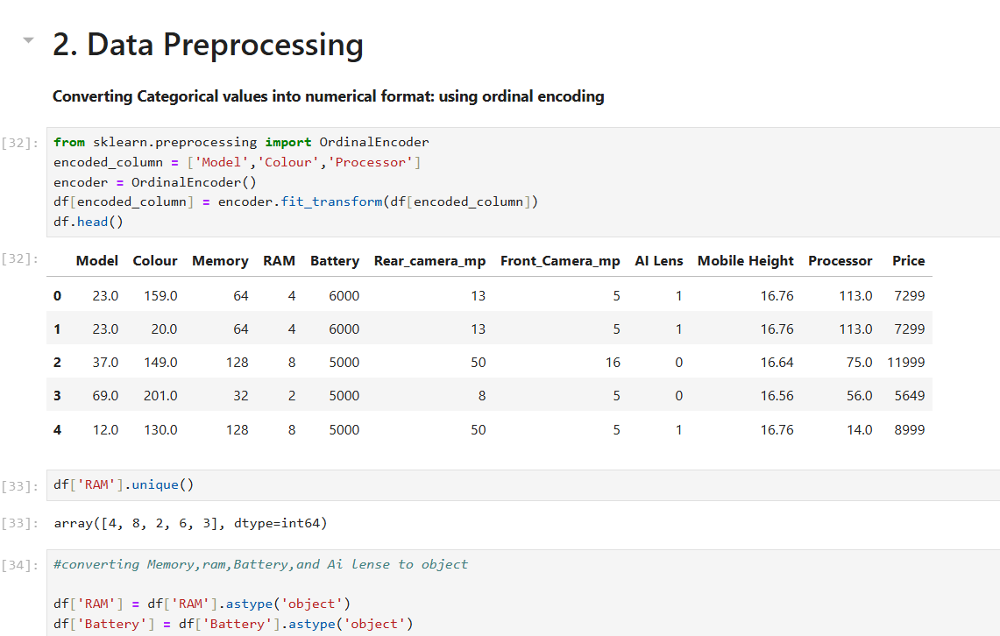 2. Data Preprocessing
Converting Categorical values into numerical format: using ordinal encoding
[32]:
from sklearn.preprocessing import OrdinalEncoder
encoded_column = ['Model','Colour','Processor']
encoder = OrdinalEncoder()
df[encoded_column] = encoder.fit_transform(df[encoded_column])
df.head()
[32]:
Model Colour Memory RAM Battery Rear_camera_mp Front_Camera_mp AI Lens Mobile Height Processor Price
0 23.0 159.0 64 4 6000 13 5 1 16.76 113.0 7299
1 23.0 20.0 64 4 6000 13 5 1 16.76 113.0 7299
2 37.0 149.0 128 8 5000 50 16 0 16.64 75.0 11999
3 69.0 201.0 32 2 5000 8 5 0 16.56 56.0 5649
4 12.0 130.0 128 8 5000 50 5 1 16.76 14.0 8999
[33]:
df['RAM'].unique()
[33]:
array([4, 8, 2, 6, 3], dtype=int64)
[34]:
#converting Memory,ram,Battery,and Ai lense to object
df['RAM'] = df['RAM'].astype('object')
df['Battery'] = df['Battery'].astype('object')